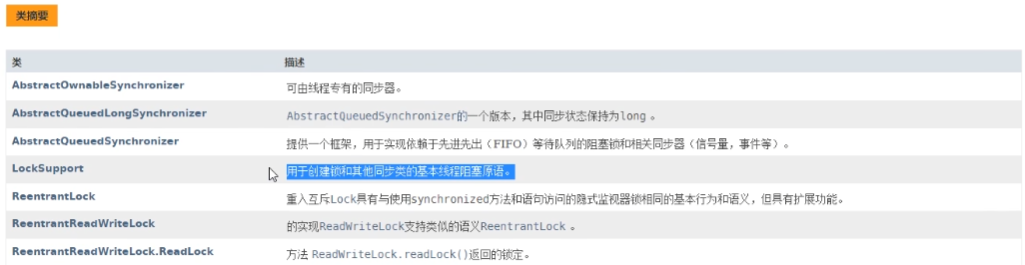 类摘要
类 描述
AbstractOwnableSynchronizer 可由线程专有的同步器。
AbstractQueuedLongSynchronizer AbstractQueuedSynchronizer的一个版本，其中同步状态保持为long 。
AbstractQueuedSynchronizer 提供一个框架，用于实现依赖于先进先出（FIFO）等待队列的阻塞锁和相关同步器（信号量，事件等）。
LockSupport 用于创建锁和其他同步类的基本线程阻塞原语。
ReentrantLock 重入互斥Lock具有与使用synchronized方法和语句访问的隐式监视器锁相同的基本行为和语义，但具有扩展功能。
ReentrantReadWriteLock 的实现ReadWriteLock支持类似的语义ReentrantLock 。
ReentrantReadWriteLock.ReadLock 方法 ReadWriteLock.readLock()返回的锁定。